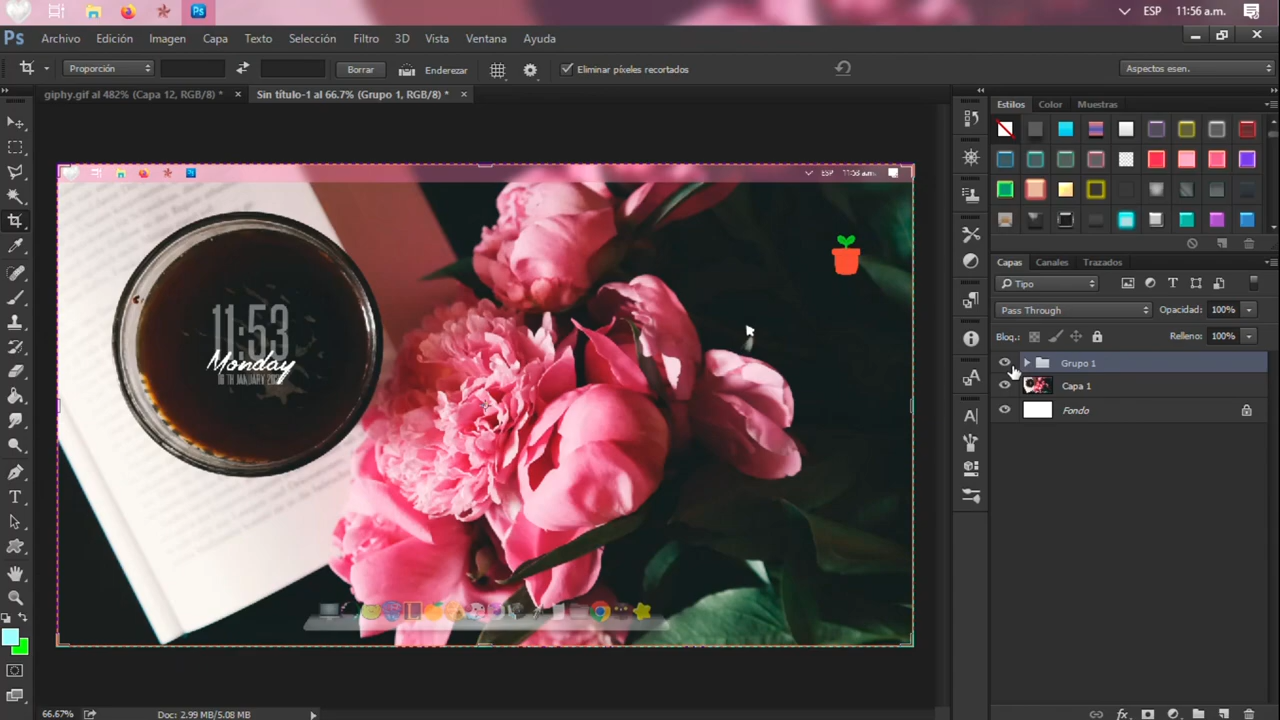 ESP 11:56 a.m.
Ps Archivo Edición Imagen Capa Texto Selección Filtro 3D Vista Ventana Ayuda
Proporción Borrar Enderezar Eliminar píxeles recortados Aspectos esen.
giphy.gif al 482% (Capa 12, RGB/8) * × Sin título-1 al 66.7% (Grupo 1, RGB/8) * ×
Estilos Color Muestras
ESP 11:53 a.m.
Capas Canales Trazados
Tipo
Pass Through Opacidad: 100%
Bloq.: Relleno: 100%
Grupo 1
Capa 1
Fondo
11:53
Monday
66.67% Doc: 2.99 MB/5.08 MB